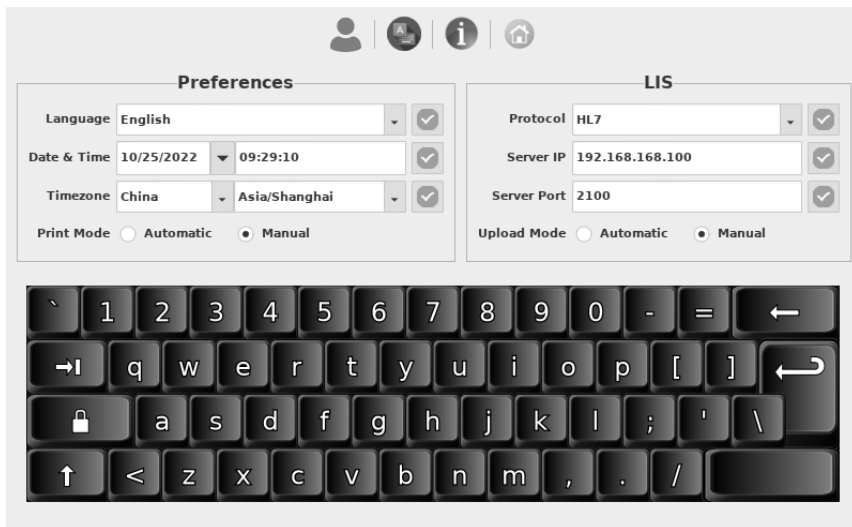 Preferences
LIS
Language English
Protocol HL7
Date & Time 10/25/2022 09:29:10
Server IP 192.168.168.100
Timezone China Asia/Shanghai
Server Port 2100
Print Mode Automatic Manual
Upload Mode Automatic Manual
` 1 2 3 4 5 6 7 8 9 0 - =
q w e r t y u i o p [ ]
a s d f g h j k l ; ' \
< z x c v b n m , . /